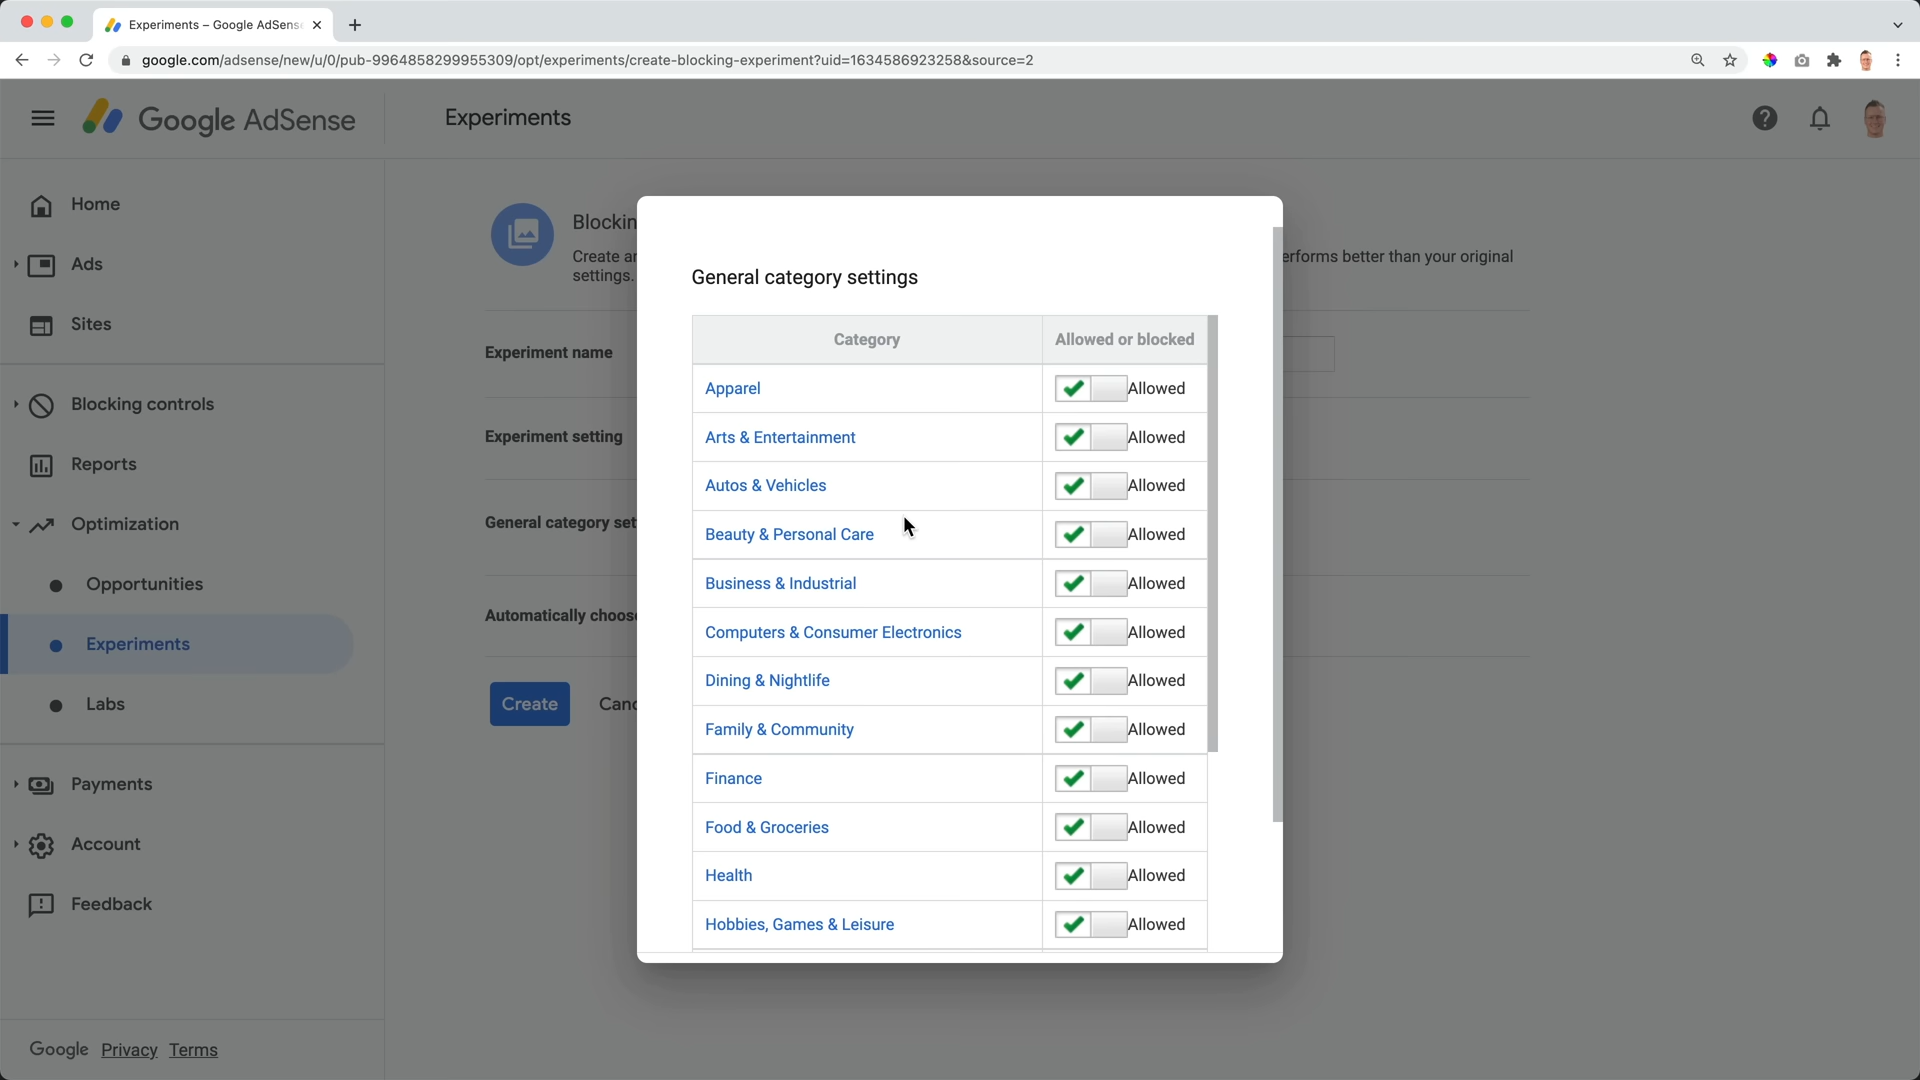 Experiments – Google AdSens
google.com/adsense/new/u/0/pub-9964858299955309/opt/experiments/create-blocking-experiment?uid=1634586923258&source=2
Google AdSense
Experiments
Home
Ads
Sites
Blocking controls
Reports
Optimization
Opportunities
Experiments
Labs
Payments
Account
Feedback
Google Privacy Terms
Blockin
Create an
erforms better than your original
settings.
Experiment name
Experiment setting
General category set
Automatically choose
Create Canc
General category settings
Category Allowed or blocked
Apparel Allowed
Arts & Entertainment Allowed
Autos & Vehicles Allowed
Beauty & Personal Care Allowed
Business & Industrial Allowed
Computers & Consumer Electronics Allowed
Dining & Nightlife Allowed
Family & Community Allowed
Finance Allowed
Food & Groceries Allowed
Health Allowed
Hobbies, Games & Leisure Allowed